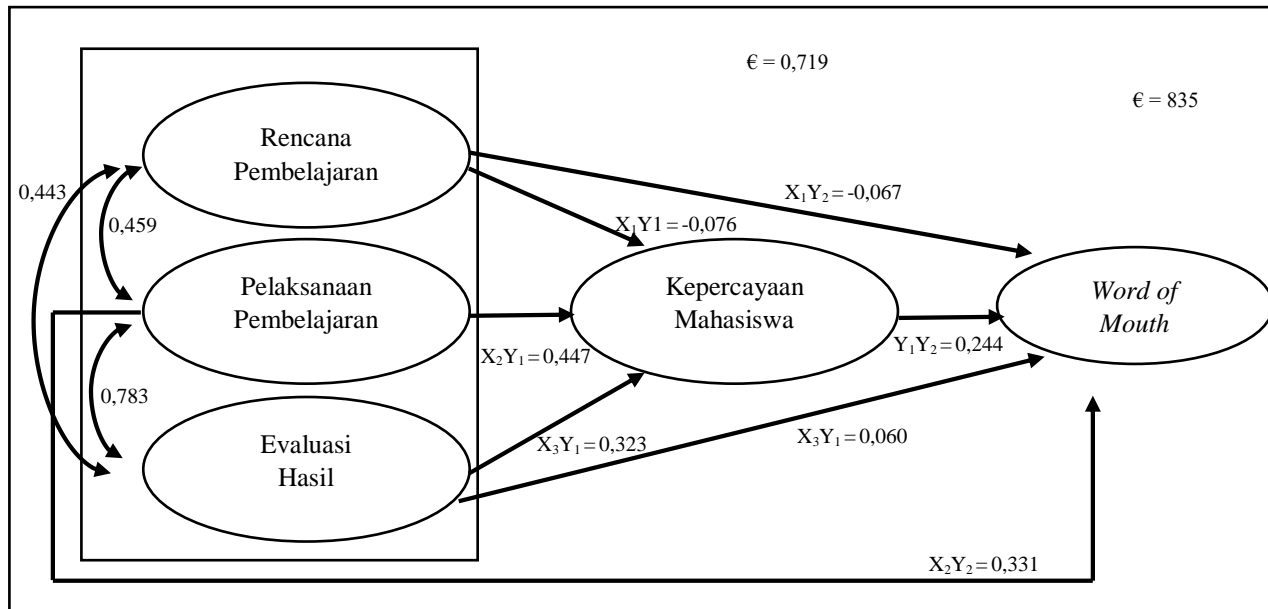 € = 0,719
€ = 835
Rencana
Pembelajaran
0,443
0,459
X₁Y₂ = -0,067
X₁Y1 = -0,076
Pelaksanaan
Pembelajaran
Kepercayaan
Mahasiswa
Word of
Mouth
X₂Y₁ = 0,447
Y₁Y₂ = 0,244
0,783
Evaluasi
Hasil
X₃Y₁ = 0,323
X₃Y₁ = 0,060
X₂Y₂ = 0,331